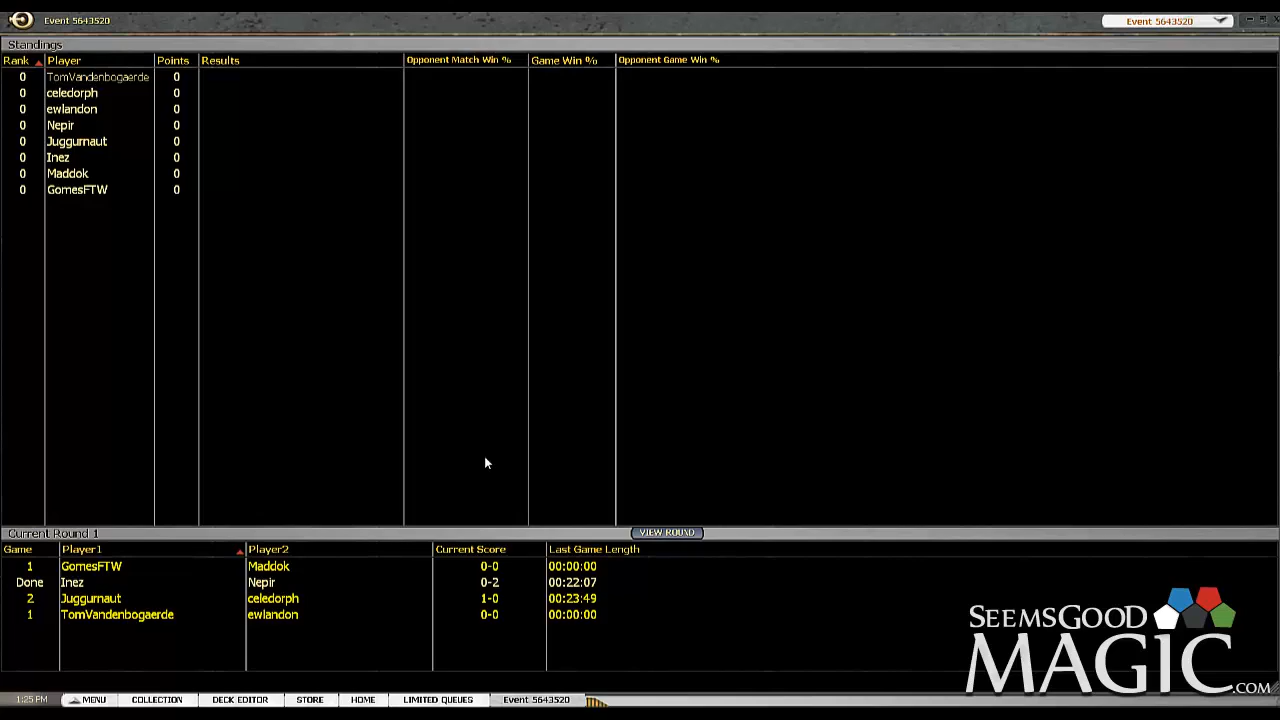 Event 5643520 Event 5643520
Standings
Rank Player Points Results Opponent Match Win % Game Win % Opponent Game Win %
0 TomVandenbogaerde 0
0 celedorph 0
0 ewlandon 0
0 Nepir 0
0 Juggurnaut 0
0 Inez 0
0 Maddok 0
0 GomesFTW 0
Current Round 1 VIEW ROUND
Game Player1 Player2 Current Score Last Game Length
1 GomesFTW Maddok 0-0 00:00:00
Done Inez Nepir 0-2 00:22:07
2 Juggurnaut celedorph 1-0 00:23:49
1 TomVandenbogaerde ewlandon 0-0 00:00:00
SEEMSGOOD
MAGIC.COM
1:25 PM MENU COLLECTION DECK EDITOR STORE HOME LIMITED QUEUES Event 5643520